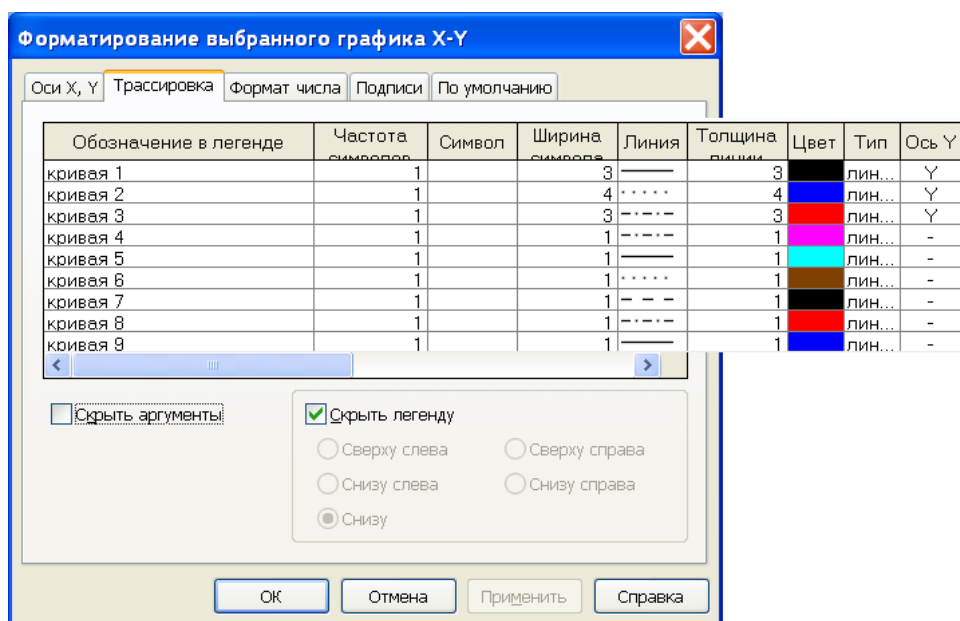 Форматирование выбранного графика X-Y
Оси X, Y Трассировка Формат числа Подписи По умолчанию
Обозначение в легенде Частота символов Символ Ширина символа Линия Толщина линии Цвет Тип Ось Y
кривая 1 1 3 3 лин... Y
кривая 2 1 4 4 лин... Y
кривая 3 1 3 3 лин... Y
кривая 4 1 1 1 лин... -
кривая 5 1 1 1 лин... -
кривая 6 1 1 1 лин... -
кривая 7 1 1 1 лин... -
кривая 8 1 1 1 лин... -
кривая 9 1 1 1 лин... -
Скрыть аргументы Скрыть легенду
Сверху слева Сверху справа
Снизу слева Снизу справа
Снизу
ОК Отмена Применить Справка